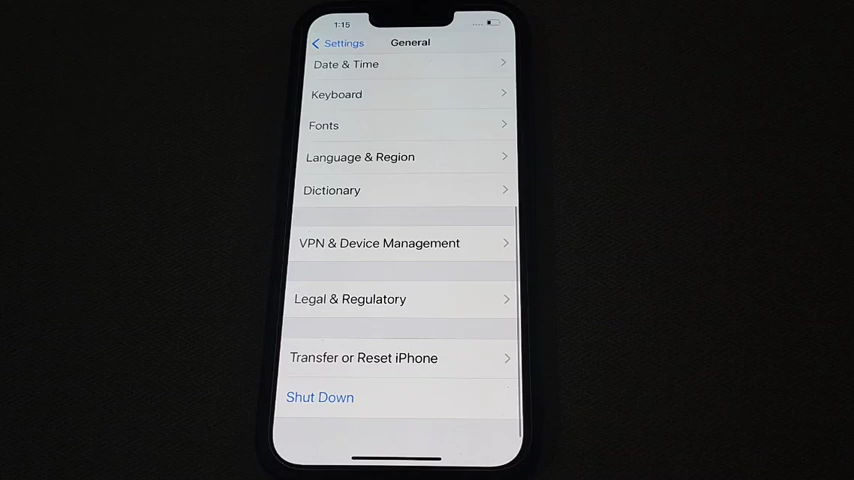 1:15
Settings
General
Date & Time
Keyboard
Fonts
Language & Region
Dictionary
VPN & Device Management
Legal & Regulatory
Transfer or Reset iPhone
Shut Down